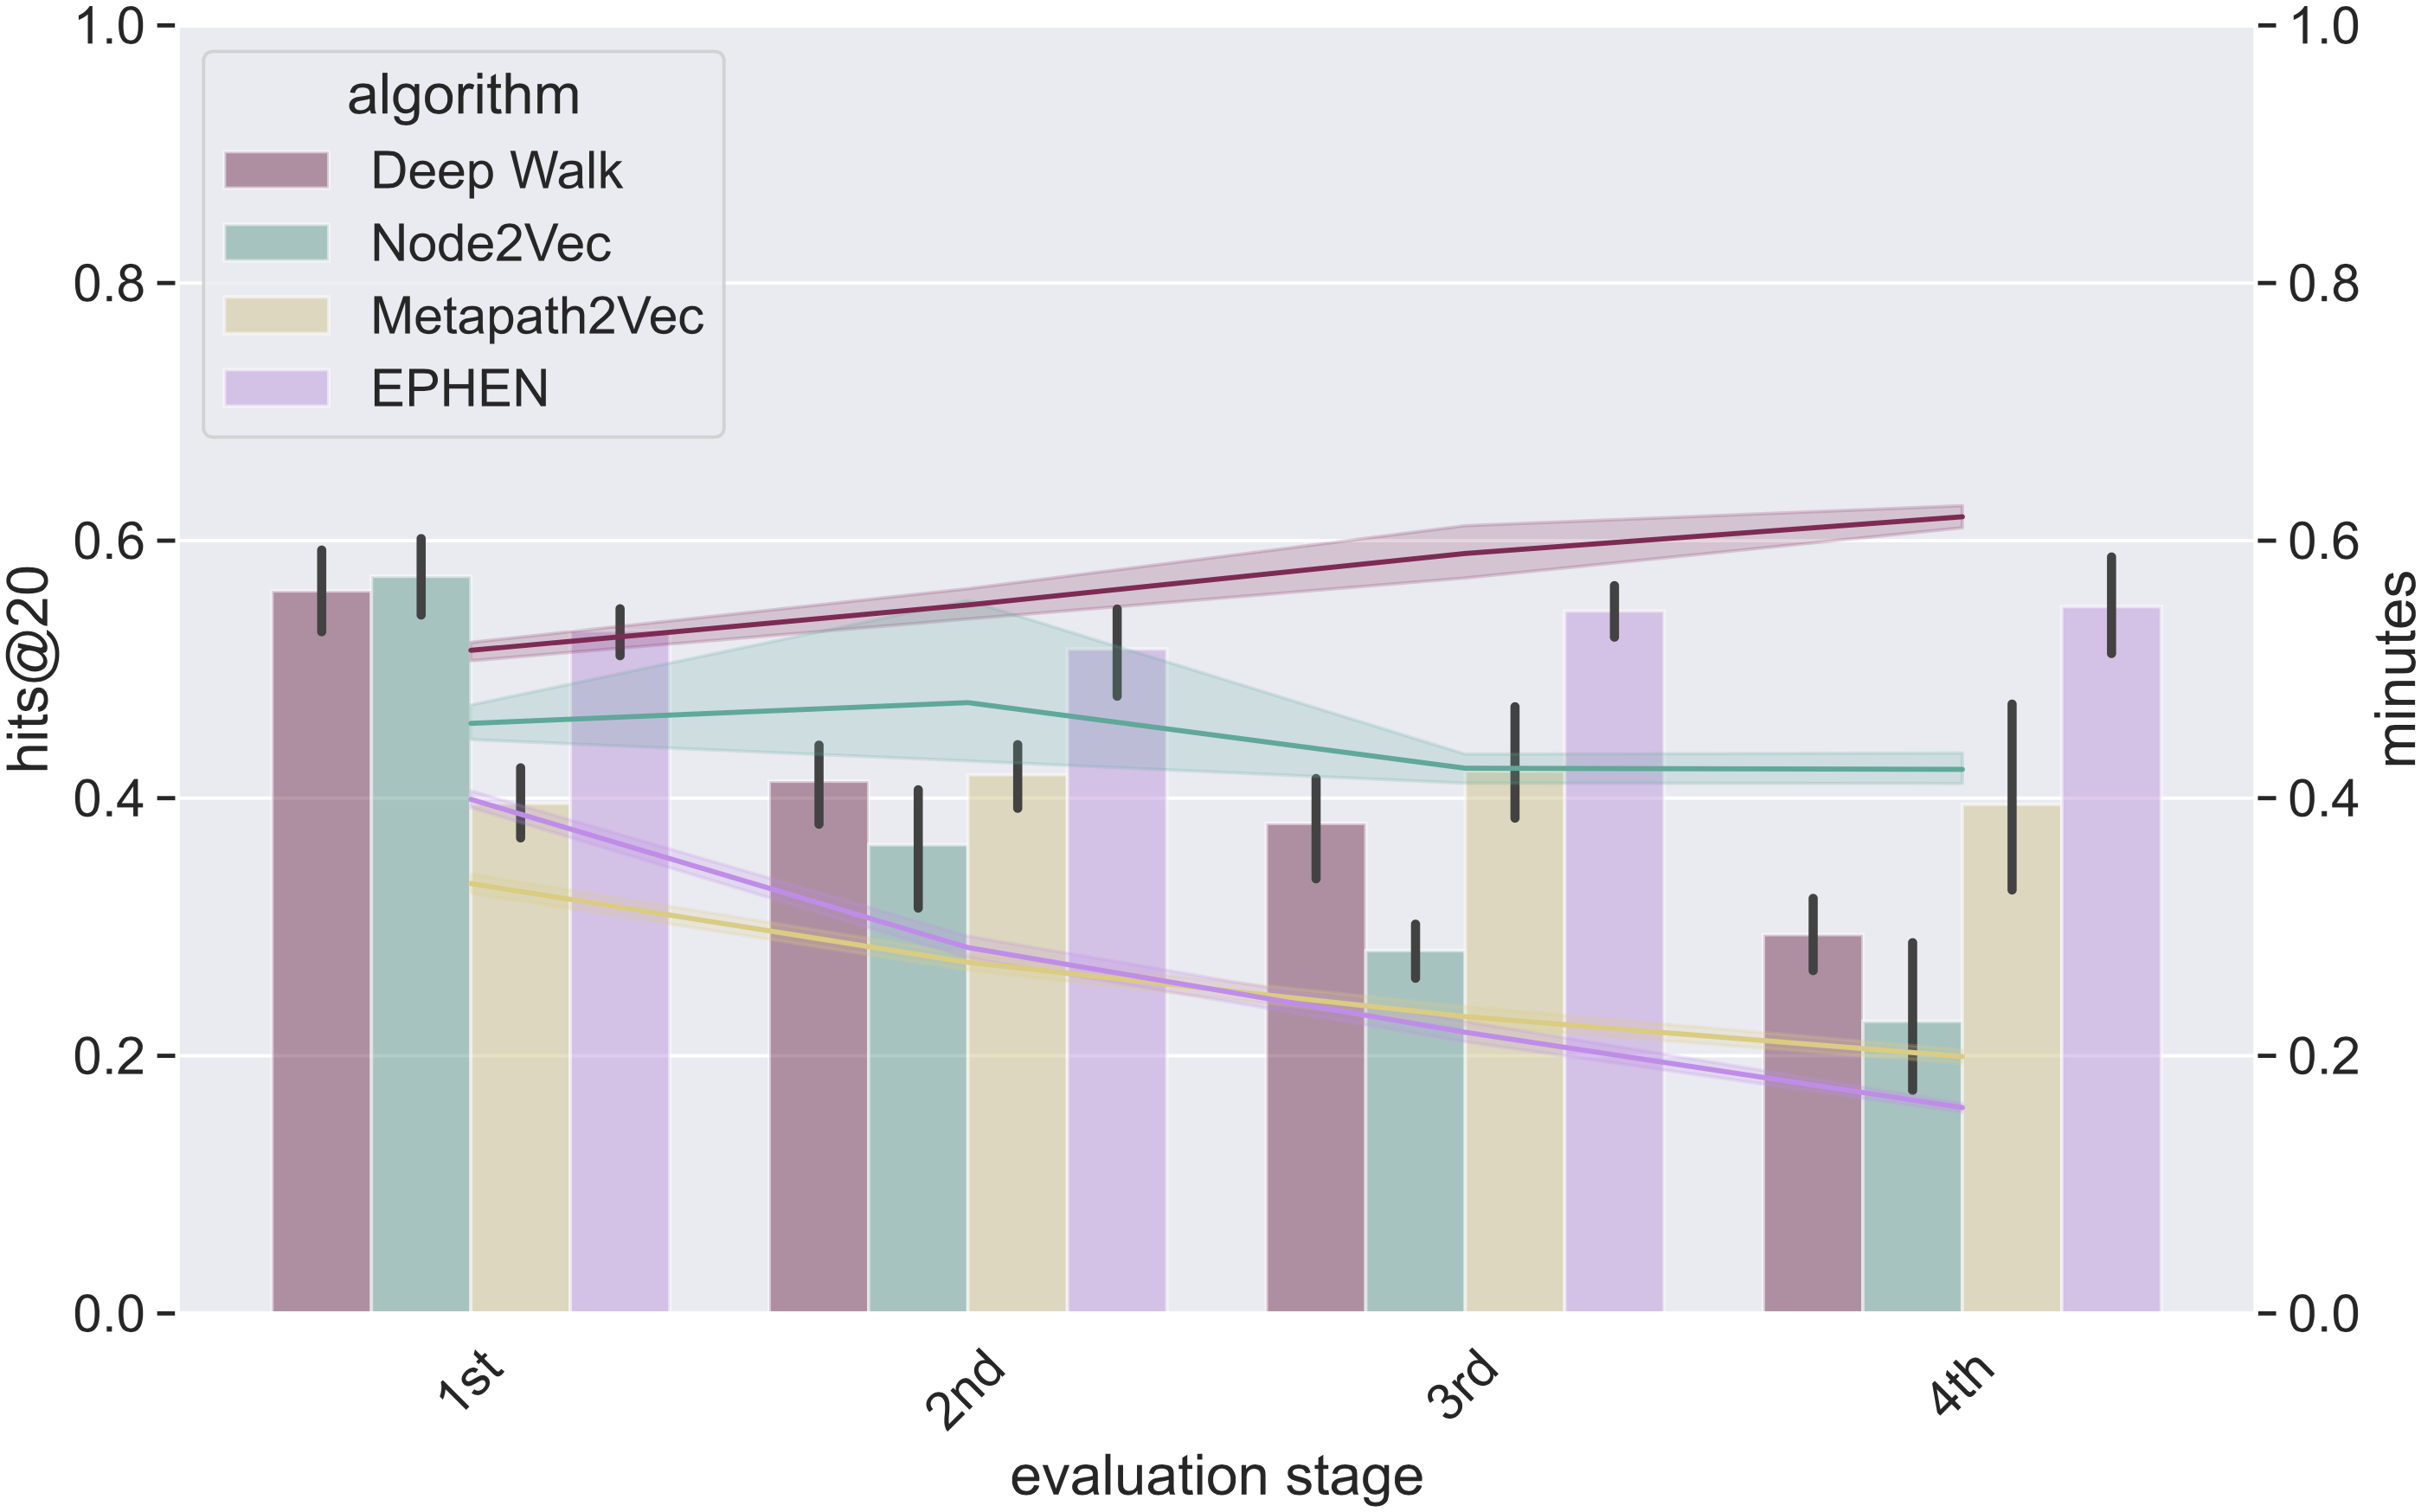 algorithm
Deep Walk
Node2Vec
Metapath2Vec
EPHEN
hits@20
1.0
0.8
0.6
0.4
0.2
0.0
1.0
0.8
0.6
0.4
0.2
0.0
minutes
1st
2nd
3rd
4th
evaluation stage